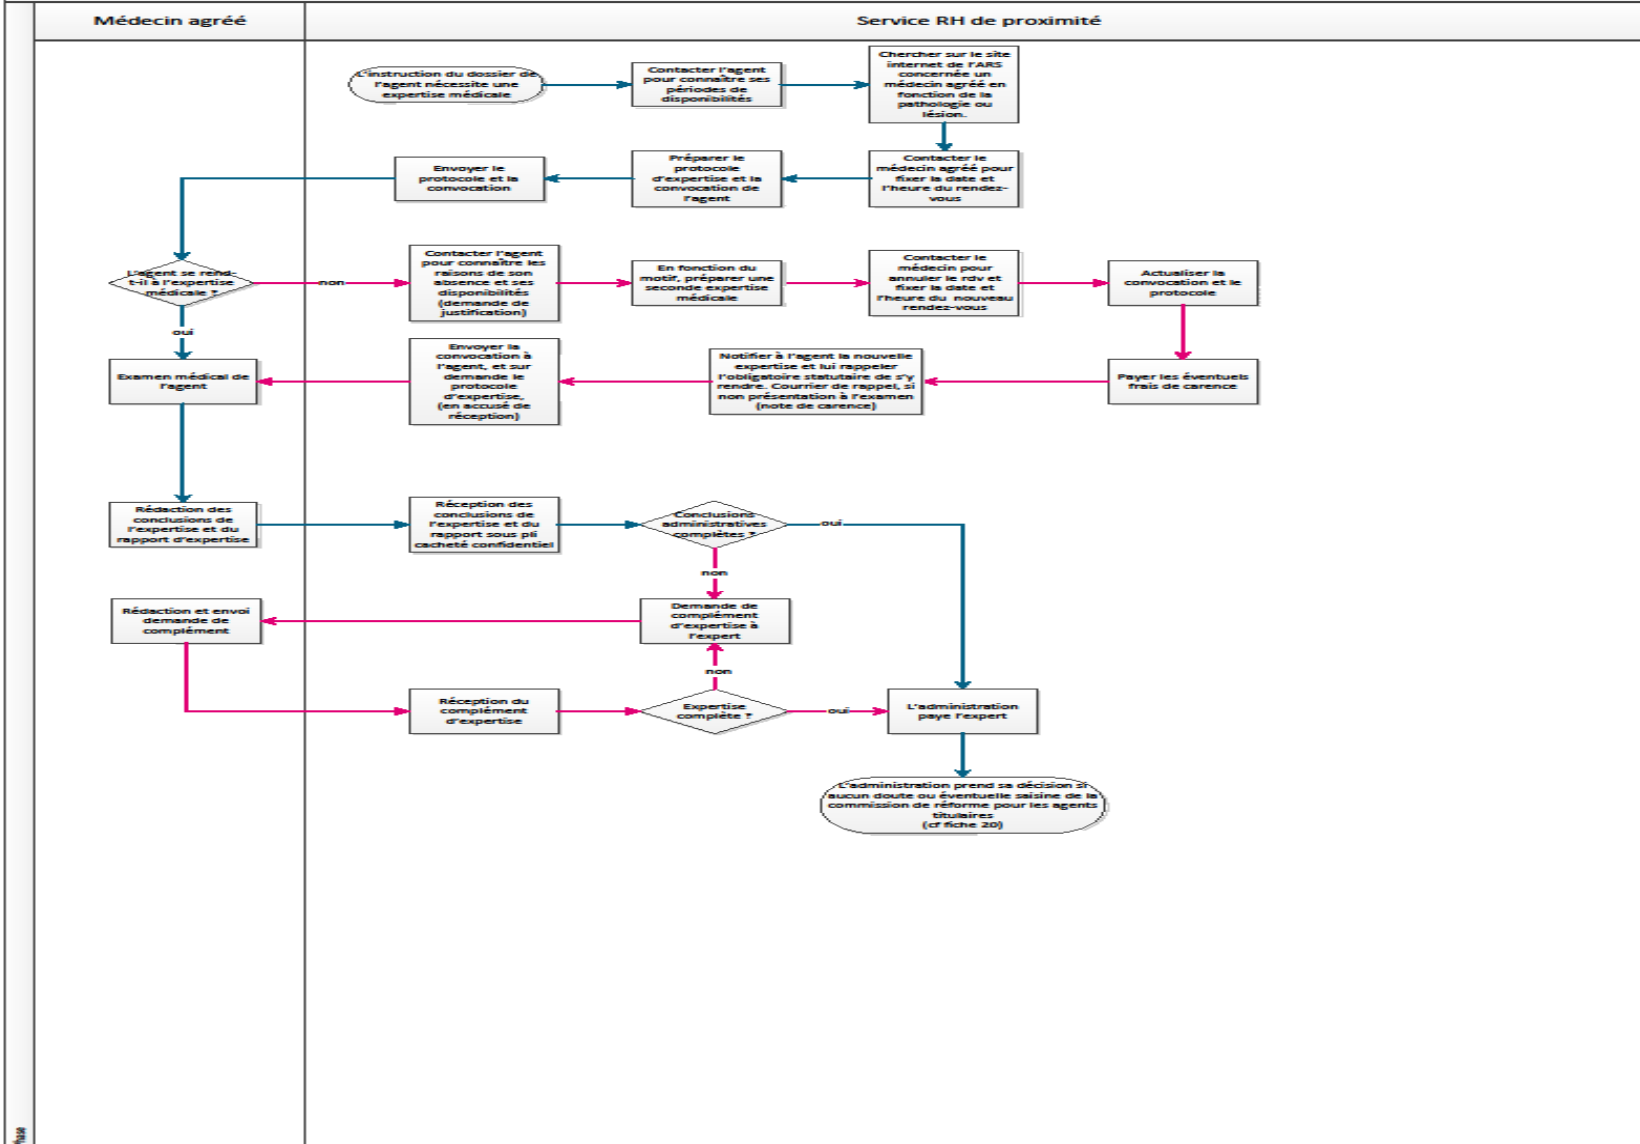 Médecin agréé
Service RH de proximité
L'instruction du dossier de
l'agent nécessite une
expertise médicale
Contacter l'agent
pour connaître ses
périodes de
disponibilités
Chercher sur le site
internet de l'ARS
concernée un
médecin agréé en
fonction de la
pathologie ou
lésion.
Envoyer le
protocole et la
convocation
Préparer le
protocole
d'expertise et la
convocation de
l'agent
Contacter le
médecin agréé pour
fixer la date et
l'heure du rendez-
vous
L'agent se rend-
t-il à l'expertise
médicale ?
non
Contacter l'agent
pour connaître les
raisons de son
absence et ses
disponibilités
(demande de
justification)
En fonction du
motif, préparer une
seconde expertise
médicale
Contacter le
médecin pour
annuler le rdv et
fixer la date et
l'heure du nouveau
rendez-vous
Actualiser la
convocation et le
protocole
oui
Examen médical de
l'agent
Envoyer la
convocation à
l'agent, et sur
demande le
protocole
d'expertise,
(en accusé de
réception)
Notifier à l'agent la nouvelle
expertise et lui rappeler
l'obligatoire statutaire de s'y
rendre. Courrier de rappel, si
non présentation à l'examen
(note de carence)
Payer les éventuels
frais de carence
Rédaction des
conclusions de
l'expertise et du
rapport d'expertise
Réception des
conclusions de
l'expertise et du
rapport sous pli
cacheté confidentiel
Conclusions
administratives
complètes ?
oui
non
Rédaction et envoi
demande de
complément
Demande de
complément
d'expertise à
l'expert
non
Réception du
complément
d'expertise
Expertise
complète ?
oui
L'administration
paye l'expert
L'administration prend sa décision si
aucun doute ou éventuelle saisine de la
commission de réforme pour les agents
titulaires
(cf fiche 20)
Phase